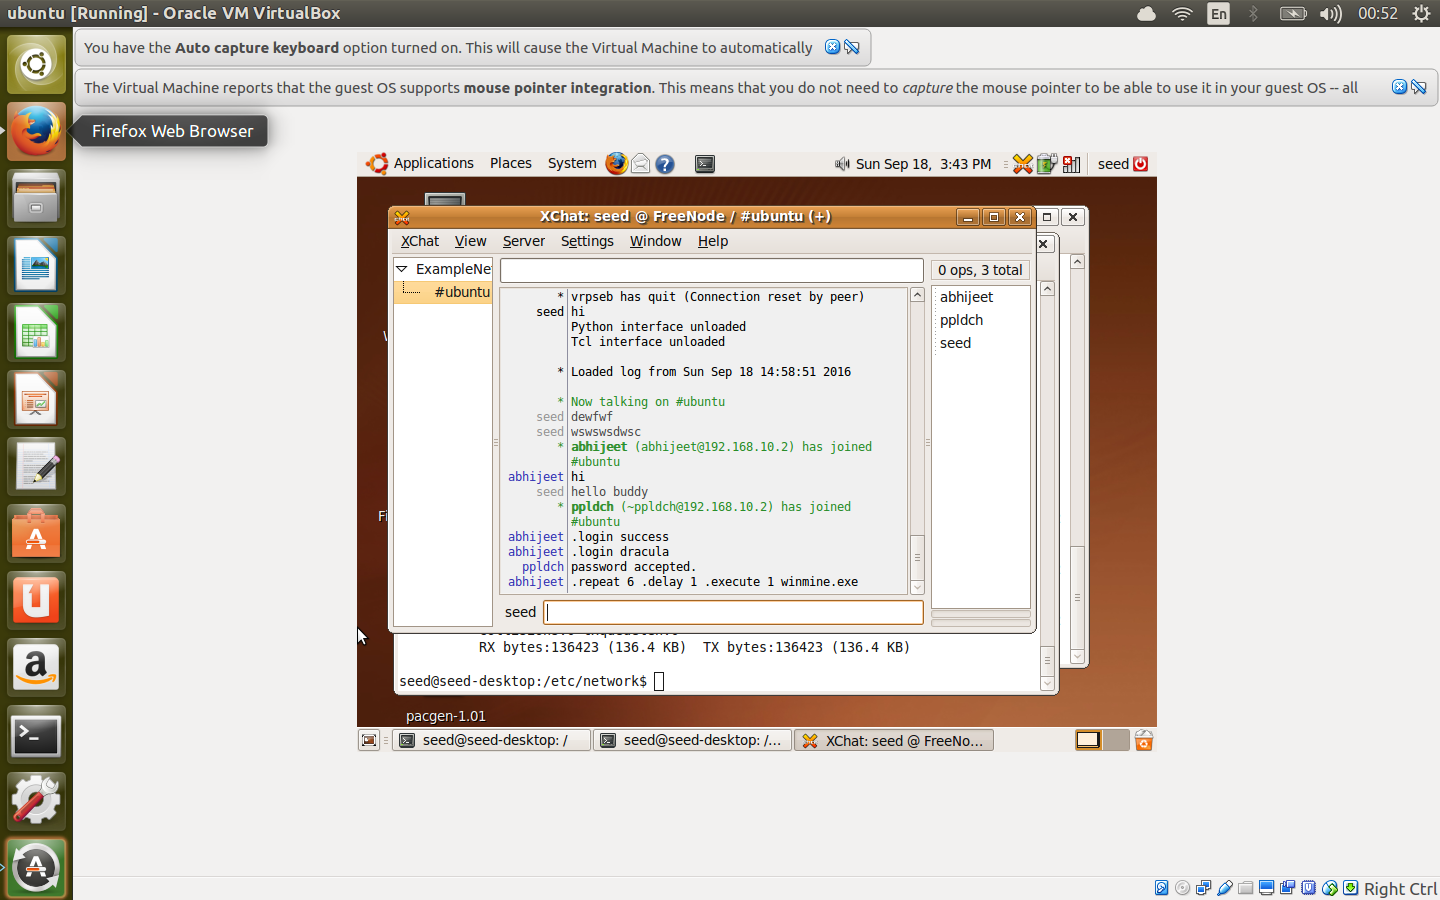 ubuntu [Running] - Oracle VM VirtualBox
En
00:52
You have the Auto capture keyboard option turned on. This will cause the Virtual Machine to automatically
The Virtual Machine reports that the guest OS supports mouse pointer integration. This means that you do not need to capture the mouse pointer to be able to use it in your guest OS -- all
Firefox Web Browser
Applications Places System
Sun Sep 18, 3:43 PM
seed
XChat: seed @ FreeNode / #ubuntu (+)
XChat View Server Settings Window Help
ExampleNe
#ubuntu
0 ops, 3 total
abhijeet
ppldch
seed
* vrpseb has quit (Connection reset by peer)
seed hi
Python interface unloaded
Tcl interface unloaded
* Loaded log from Sun Sep 18 14:58:51 2016
* Now talking on #ubuntu
seed dewfwf
seed wswswsdwsc
* abhijeet (abhijeet@192.168.10.2) has joined
#ubuntu
abhijeet hi
seed hello buddy
* ppldch (~ppldch@192.168.10.2) has joined
#ubuntu
abhijeet .login success
abhijeet .login dracula
ppldch password accepted.
abhijeet .repeat 6 .delay 1 .execute 1 winmine.exe
seed
Fi
RX bytes:136423 (136.4 KB) TX bytes:136423 (136.4 KB)
seed@seed-desktop:/etc/network$
pacgen-1.01
seed@seed-desktop: /
seed@seed-desktop: /...
XChat: seed @ FreeNo...
Right Ctrl